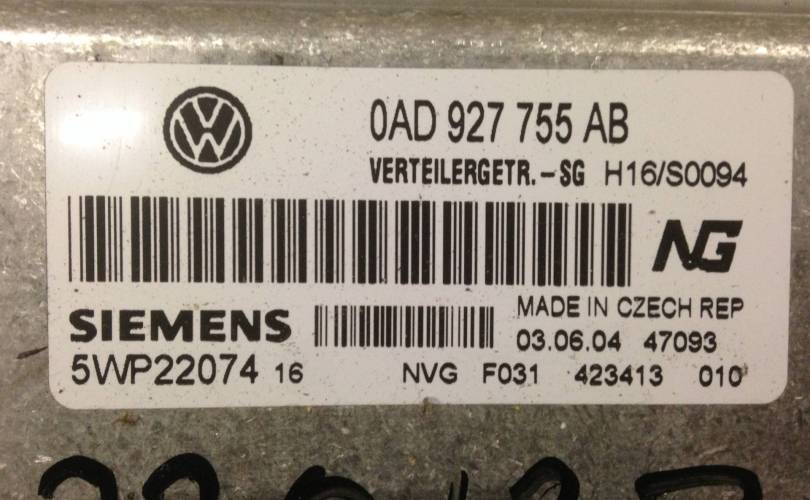 0AD 927 755 AB
VERTEILERGETR.-SG H16/S0094
NG
SIEMENS
MADE IN CZECH REP
03.06.04 47093
5WP22074 16
NVG F031 423413 010